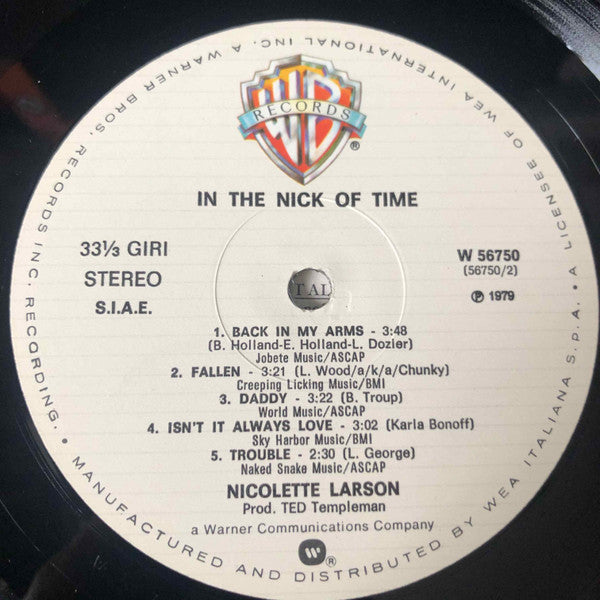 WB
RECORDS
®
IN THE NICK OF TIME
33⅓ GIRI
STEREO
S.I.A.E.
W 56750
(56750/2)
℗ 1979
1. BACK IN MY ARMS - 3:48
(B. Holland-E. Holland-L. Dozier)
Jobete Music/ASCAP
2. FALLEN - 3:21 (L. Wood/a/k/a/Chunky)
Creeping Licking Music/BMI
3. DADDY - 3:22 (B. Troup)
World Music/ASCAP
4. ISN'T IT ALWAYS LOVE - 3:02 (Karla Bonoff)
Sky Harbor Music/BMI
5. TROUBLE - 2:30 (L. George)
Naked Snake Music/ASCAP
NICOLETTE LARSON
Prod. TED Templeman
a Warner Communications Company
W ®
• MANUFACTURED AND DISTRIBUTED BY WEA ITALIANA S.p.A. • A LICENSEE OF WEA INTERNATIONAL INC. A WARNER BROS. RECORDS INC. RECORDING.